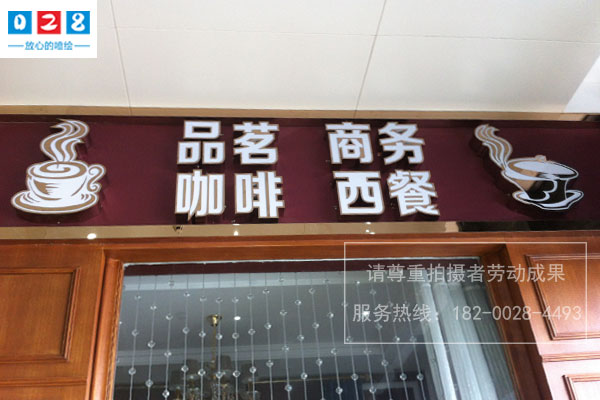 028
放心的喷绘
品茗 商务
咖啡 西餐
请尊重拍摄者劳动成果
服务热线：182-0028-4493